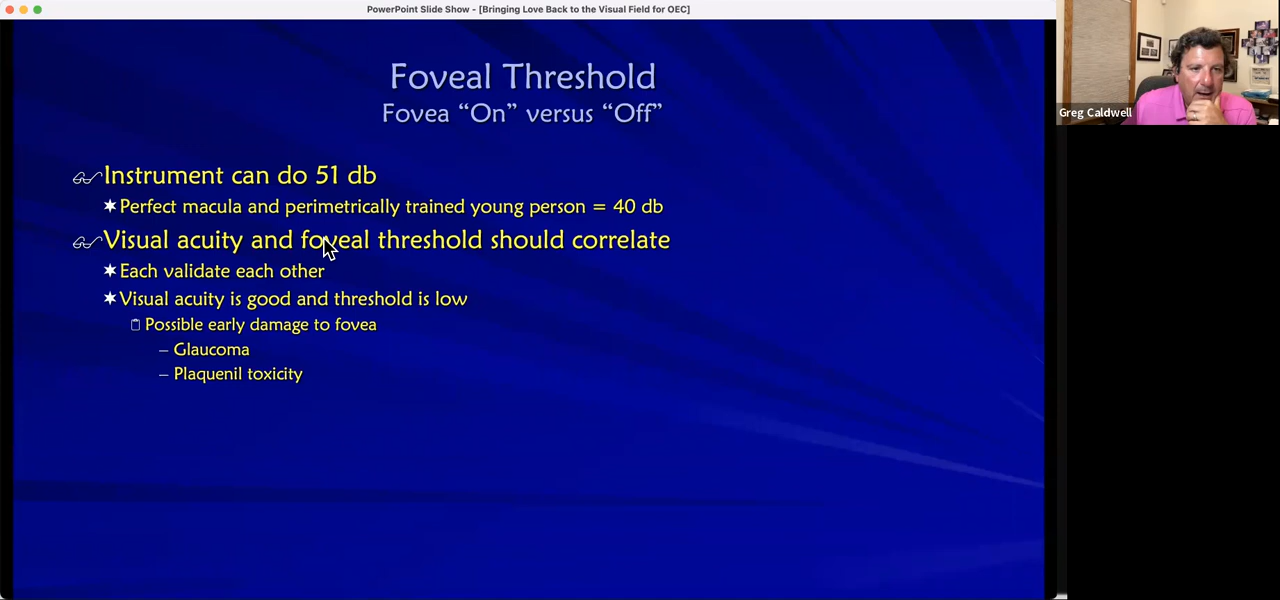 PowerPoint Slide Show - [Bringing Love Back to the Visual Field for OEC]
Foveal Threshold
Fovea “On” versus “Off”
Instrument can do 51 db
Perfect macula and perimetrically trained young person = 40 db
Visual acuity and foveal threshold should correlate
Each validate each other
Visual acuity is good and threshold is low
Possible early damage to fovea
– Glaucoma
– Plaquenil toxicity
Greg Caldwell